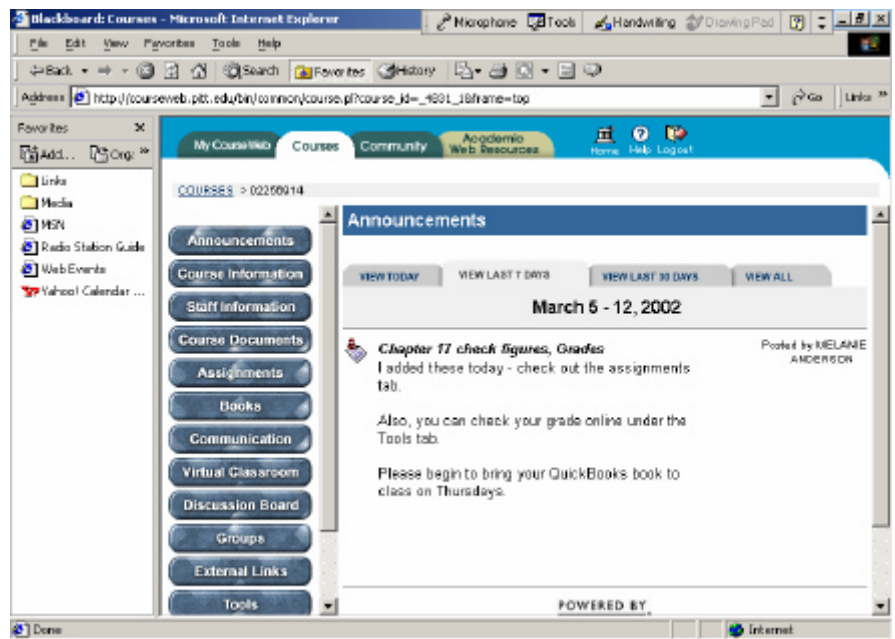 Blackboard: Courses - Microsoft Internet Explorer
Microphone Tools Handwriting Drawing Pad
File Edit View Favorites Tools Help
Back Search Favorites History
Address http://courseweb.pitt.edu/bin/common/course.pl?course_id=_4831_1&frame=top Go Links »
Favorites
Add... Org: »
Links
Media
MSN
Radio Station Guide
Web Events
Yahoo! Calendar ...
My CourseWeb Courses Community Academic Web Resources Home Help Logout
COURSES >
Announcements
Course Information
Staff Information
Course Documents
Assignments
Books
Communication
Virtual Classroom
Discussion Board
Groups
External Links
Tools
Announcements
VIEW TODAY VIEW LAST 7 DAYS VIEW LAST 30 DAYS VIEW ALL
March 5 - 12, 2002
Chapter 17 check figures, Grades
Posted by MELANIE
ANDERSON
I added these today - check out the assignments
tab.
Also, you can check your grade online under the
Tools tab.
Please begin to bring your QuickBooks book to
class on Thursdays.
POWERED BY
Done Internet